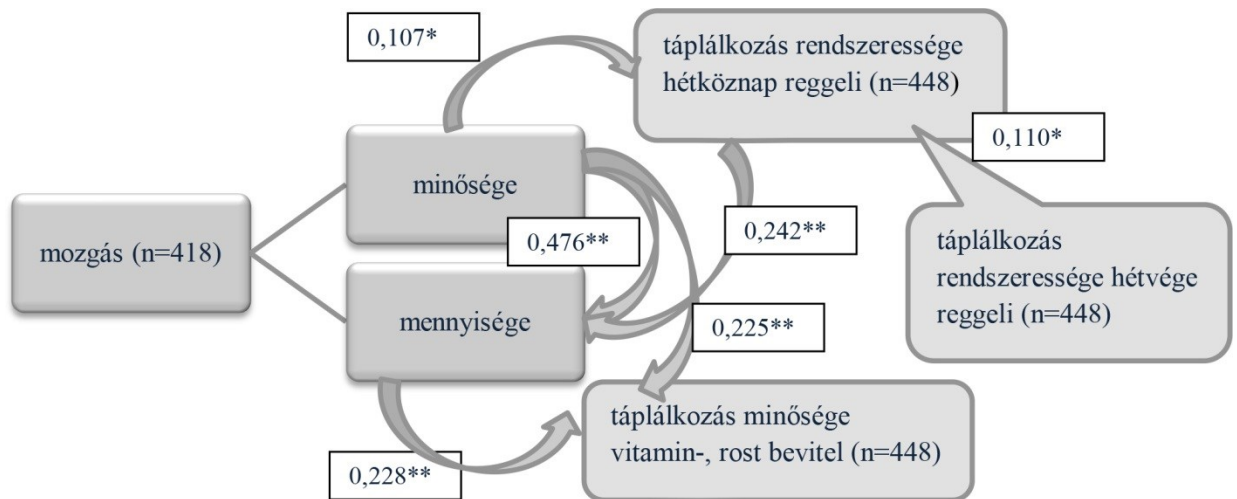 0,107*
táplálkozás rendszeressége
hétköznap reggeli (n=448)
0,110*
minősége
mozgás (n=418)
0,476**
0,242**
táplálkozás
rendszeressége hétvége
reggeli (n=448)
mennyisége
0,225**
táplálkozás minősége
vitamin-, rost bevitel (n=448)
0,228**